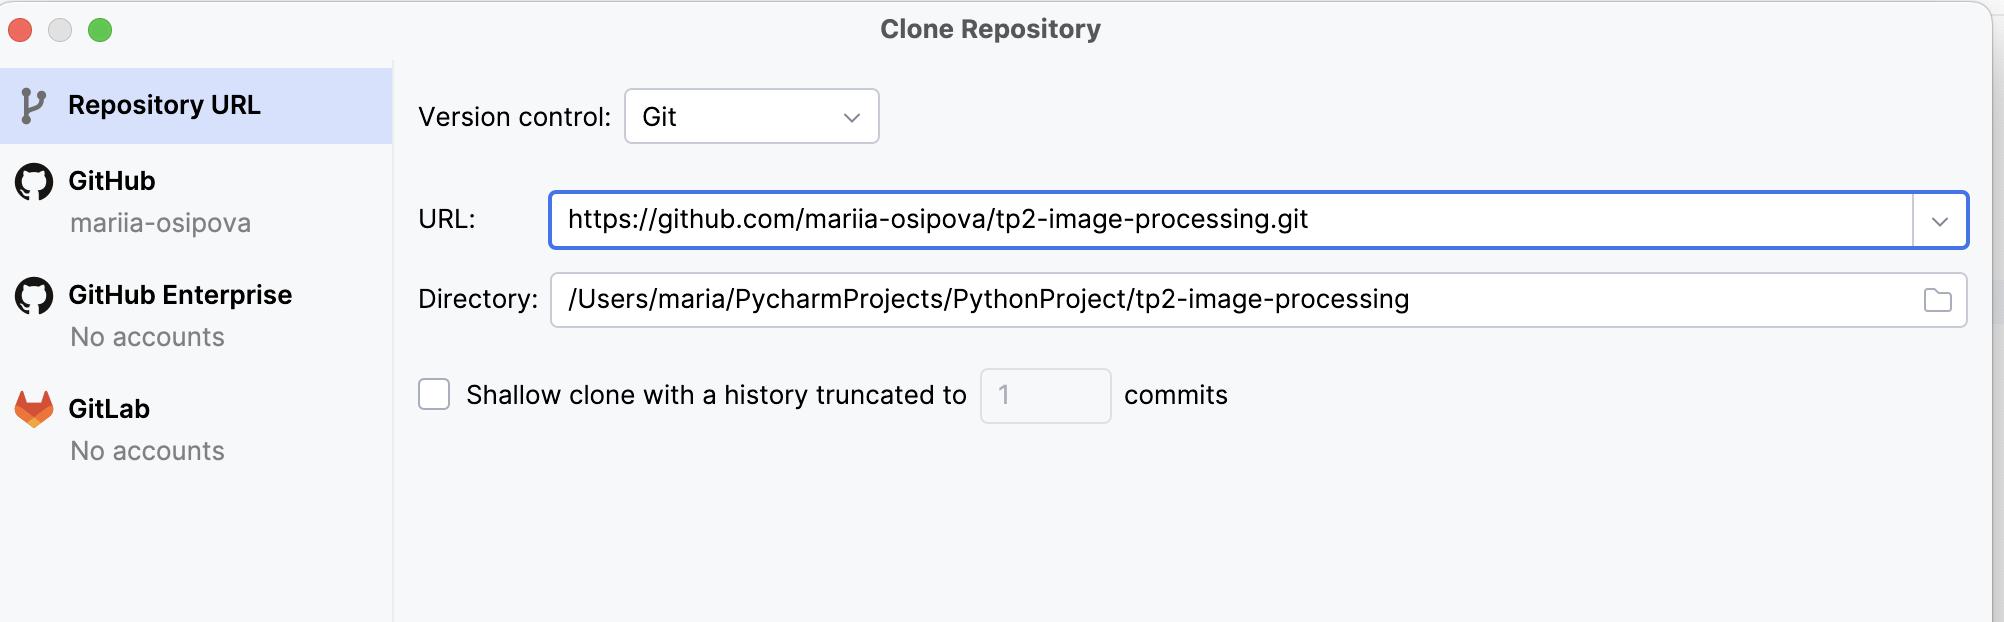 Clone Repository
Repository URL
GitHub
mariia-osipova
GitHub Enterprise
No accounts
GitLab
No accounts
Version control: Git
URL: https://github.com/mariia-osipova/tp2-image-processing.git
Directory: /Users/maria/PycharmProjects/PythonProject/tp2-image-processing
Shallow clone with a history truncated to 1 commits